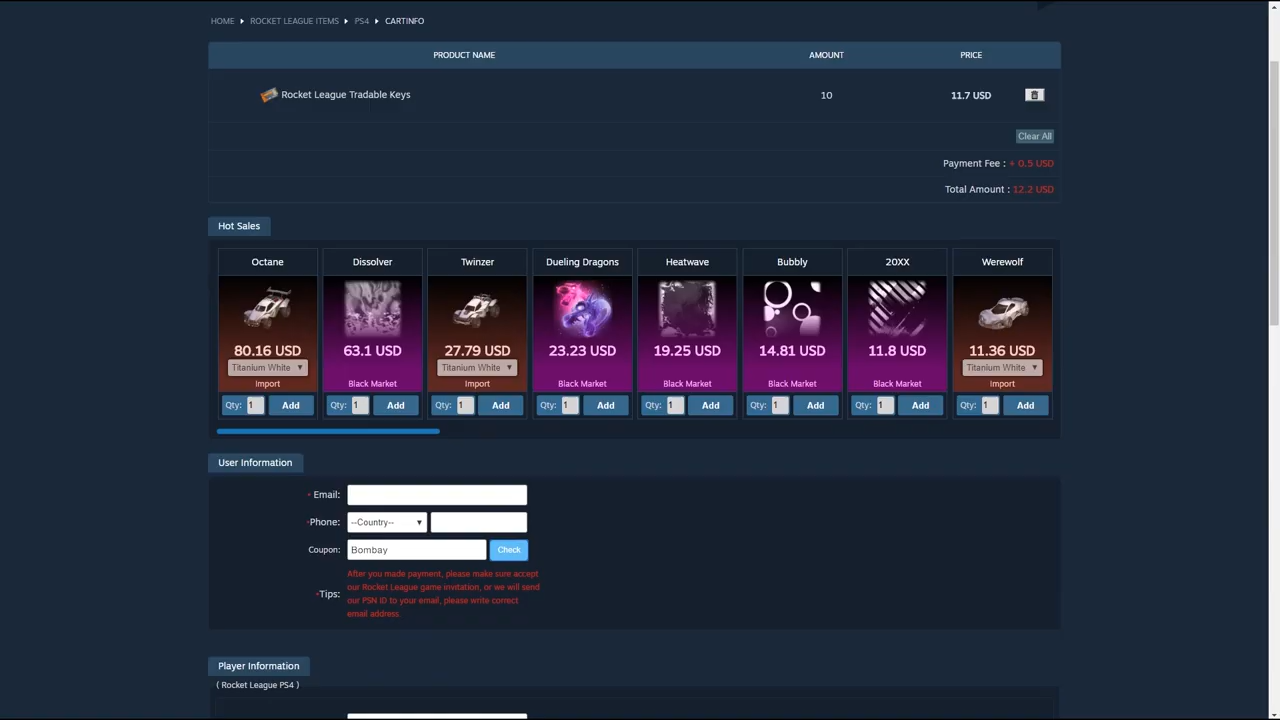 HOME ▶ ROCKET LEAGUE ITEMS ▶ PS4 ▶ CARTINFO
PRODUCT NAME AMOUNT PRICE
Rocket League Tradable Keys 10 11.7 USD
Clear All
Payment Fee : + 0.5 USD
Total Amount : 12.2 USD
Hot Sales
Octane Dissolver Twinzer Dueling Dragons Heatwave Bubbly 20XX Werewolf
80.16 USD 63.1 USD 27.79 USD 23.23 USD 19.25 USD 14.81 USD 11.8 USD 11.36 USD
Titanium White ▼ Titanium White ▼ Titanium White ▼
Import Black Market Import Black Market Black Market Black Market Black Market Import
Qty: 1 Add Qty: 1 Add Qty: 1 Add Qty: 1 Add Qty: 1 Add Qty: 1 Add Qty: 1 Add Qty: 1 Add
User Information
* Email:
*Phone: --Country-- ▼
Coupon: Bombay Check
*Tips: After you made payment, please make sure accept
our Rocket League game invitation, or we will send
our PSN ID to your email, please write correct
email address.
Player Information
( Rocket League PS4 )